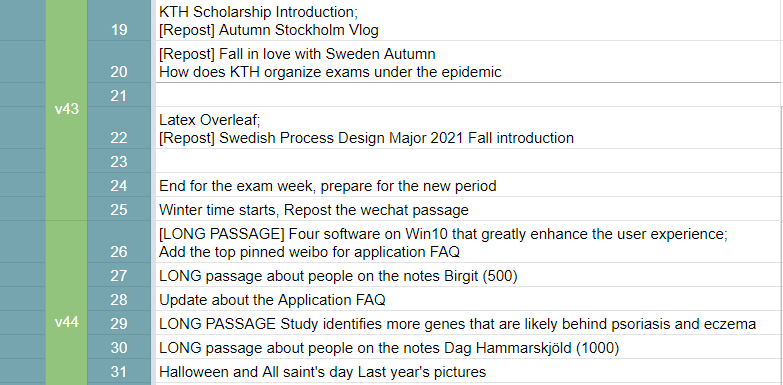 KTH Scholarship Introduction;
19 [Repost] Autumn Stockholm Vlog
[Repost] Fall in love with Sweden Autumn
20 How does KTH organize exams under the epidemic
21
v43
Latex Overleaf;
22 [Repost] Swedish Process Design Major 2021 Fall introduction
23
24 End for the exam week, prepare for the new period
25 Winter time starts, Repost the wechat passage
[LONG PASSAGE] Four software on Win10 that greatly enhance the user experience;
26 Add the top pinned weibo for application FAQ
27 LONG passage about people on the notes Birgit (500)
28 Update about the Application FAQ
v44 29 LONG PASSAGE Study identifies more genes that are likely behind psoriasis and eczema
30 LONG passage about people on the notes Dag Hammarskjöld (1000)
31 Halloween and All saint's day Last year's pictures